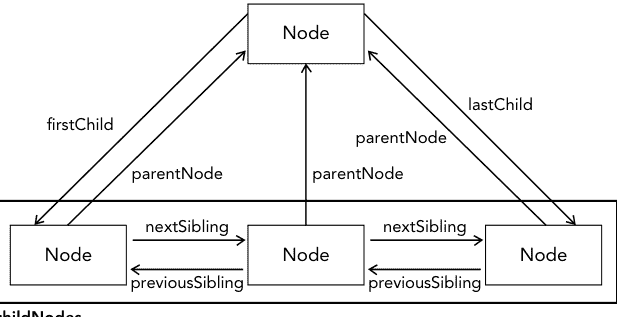 Node
firstChild
lastChild
parentNode
parentNode
parentNode
nextSibling
nextSibling
Node
Node
Node
previousSibling
previousSibling